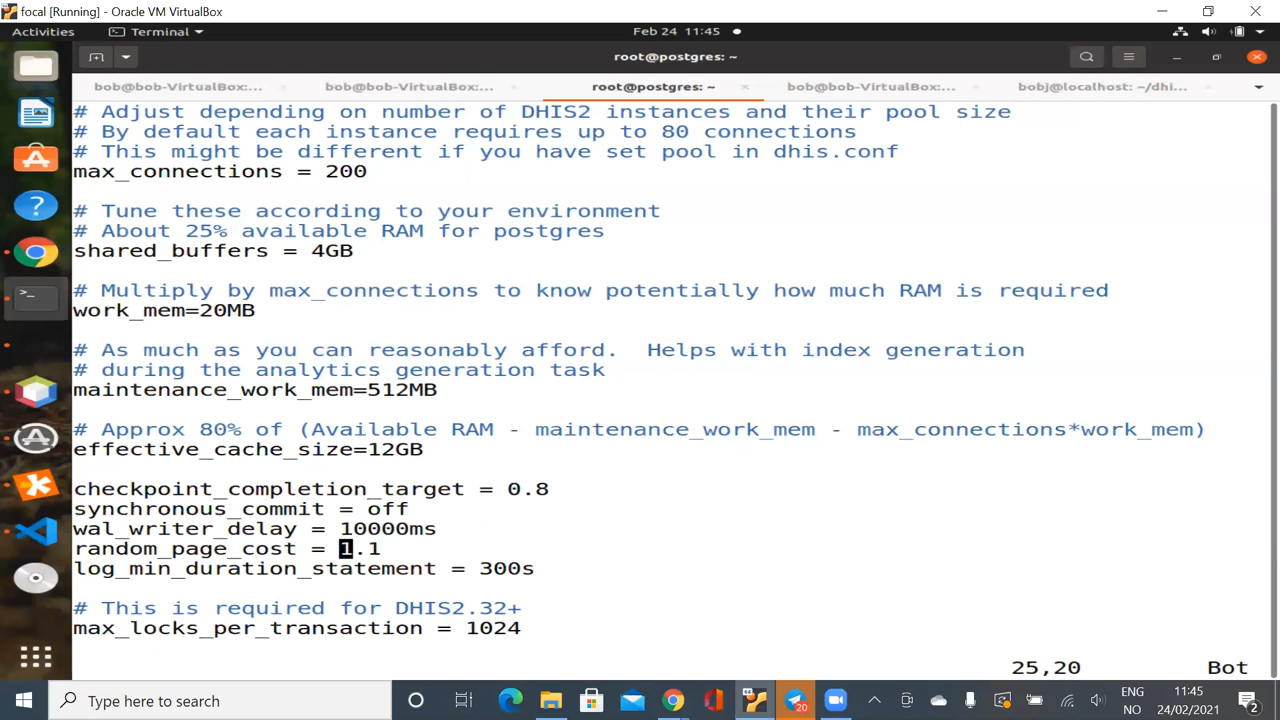 focal [Running] - Oracle VM VirtualBox
Activities Terminal Feb 24 11:45
root@postgres: ~
bob@bob-VirtualBox:... bob@bob-VirtualBox:... root@postgres: ~ bob@bob-VirtualBox:... bobj@localhost: ~/dhi...
# Adjust depending on number of DHIS2 instances and their pool size
# By default each instance requires up to 80 connections
# This might be different if you have set pool in dhis.conf
max_connections = 200
# Tune these according to your environment
# About 25% available RAM for postgres
shared_buffers = 4GB
# Multiply by max_connections to know potentially how much RAM is required
work_mem=20MB
# As much as you can reasonably afford.  Helps with index generation
# during the analytics generation task
maintenance_work_mem=512MB
# Approx 80% of (Available RAM - maintenance_work_mem - max_connections*work_mem)
effective_cache_size=12GB
checkpoint_completion_target = 0.8
synchronous_commit = off
wal_writer_delay = 10000ms
random_page_cost = 1.1
log_min_duration_statement = 300s
# This is required for DHIS2.32+
max_locks_per_transaction = 1024
25,20 Bot
Type here to search 20 ENG 11:45
NO 24/02/2021 2